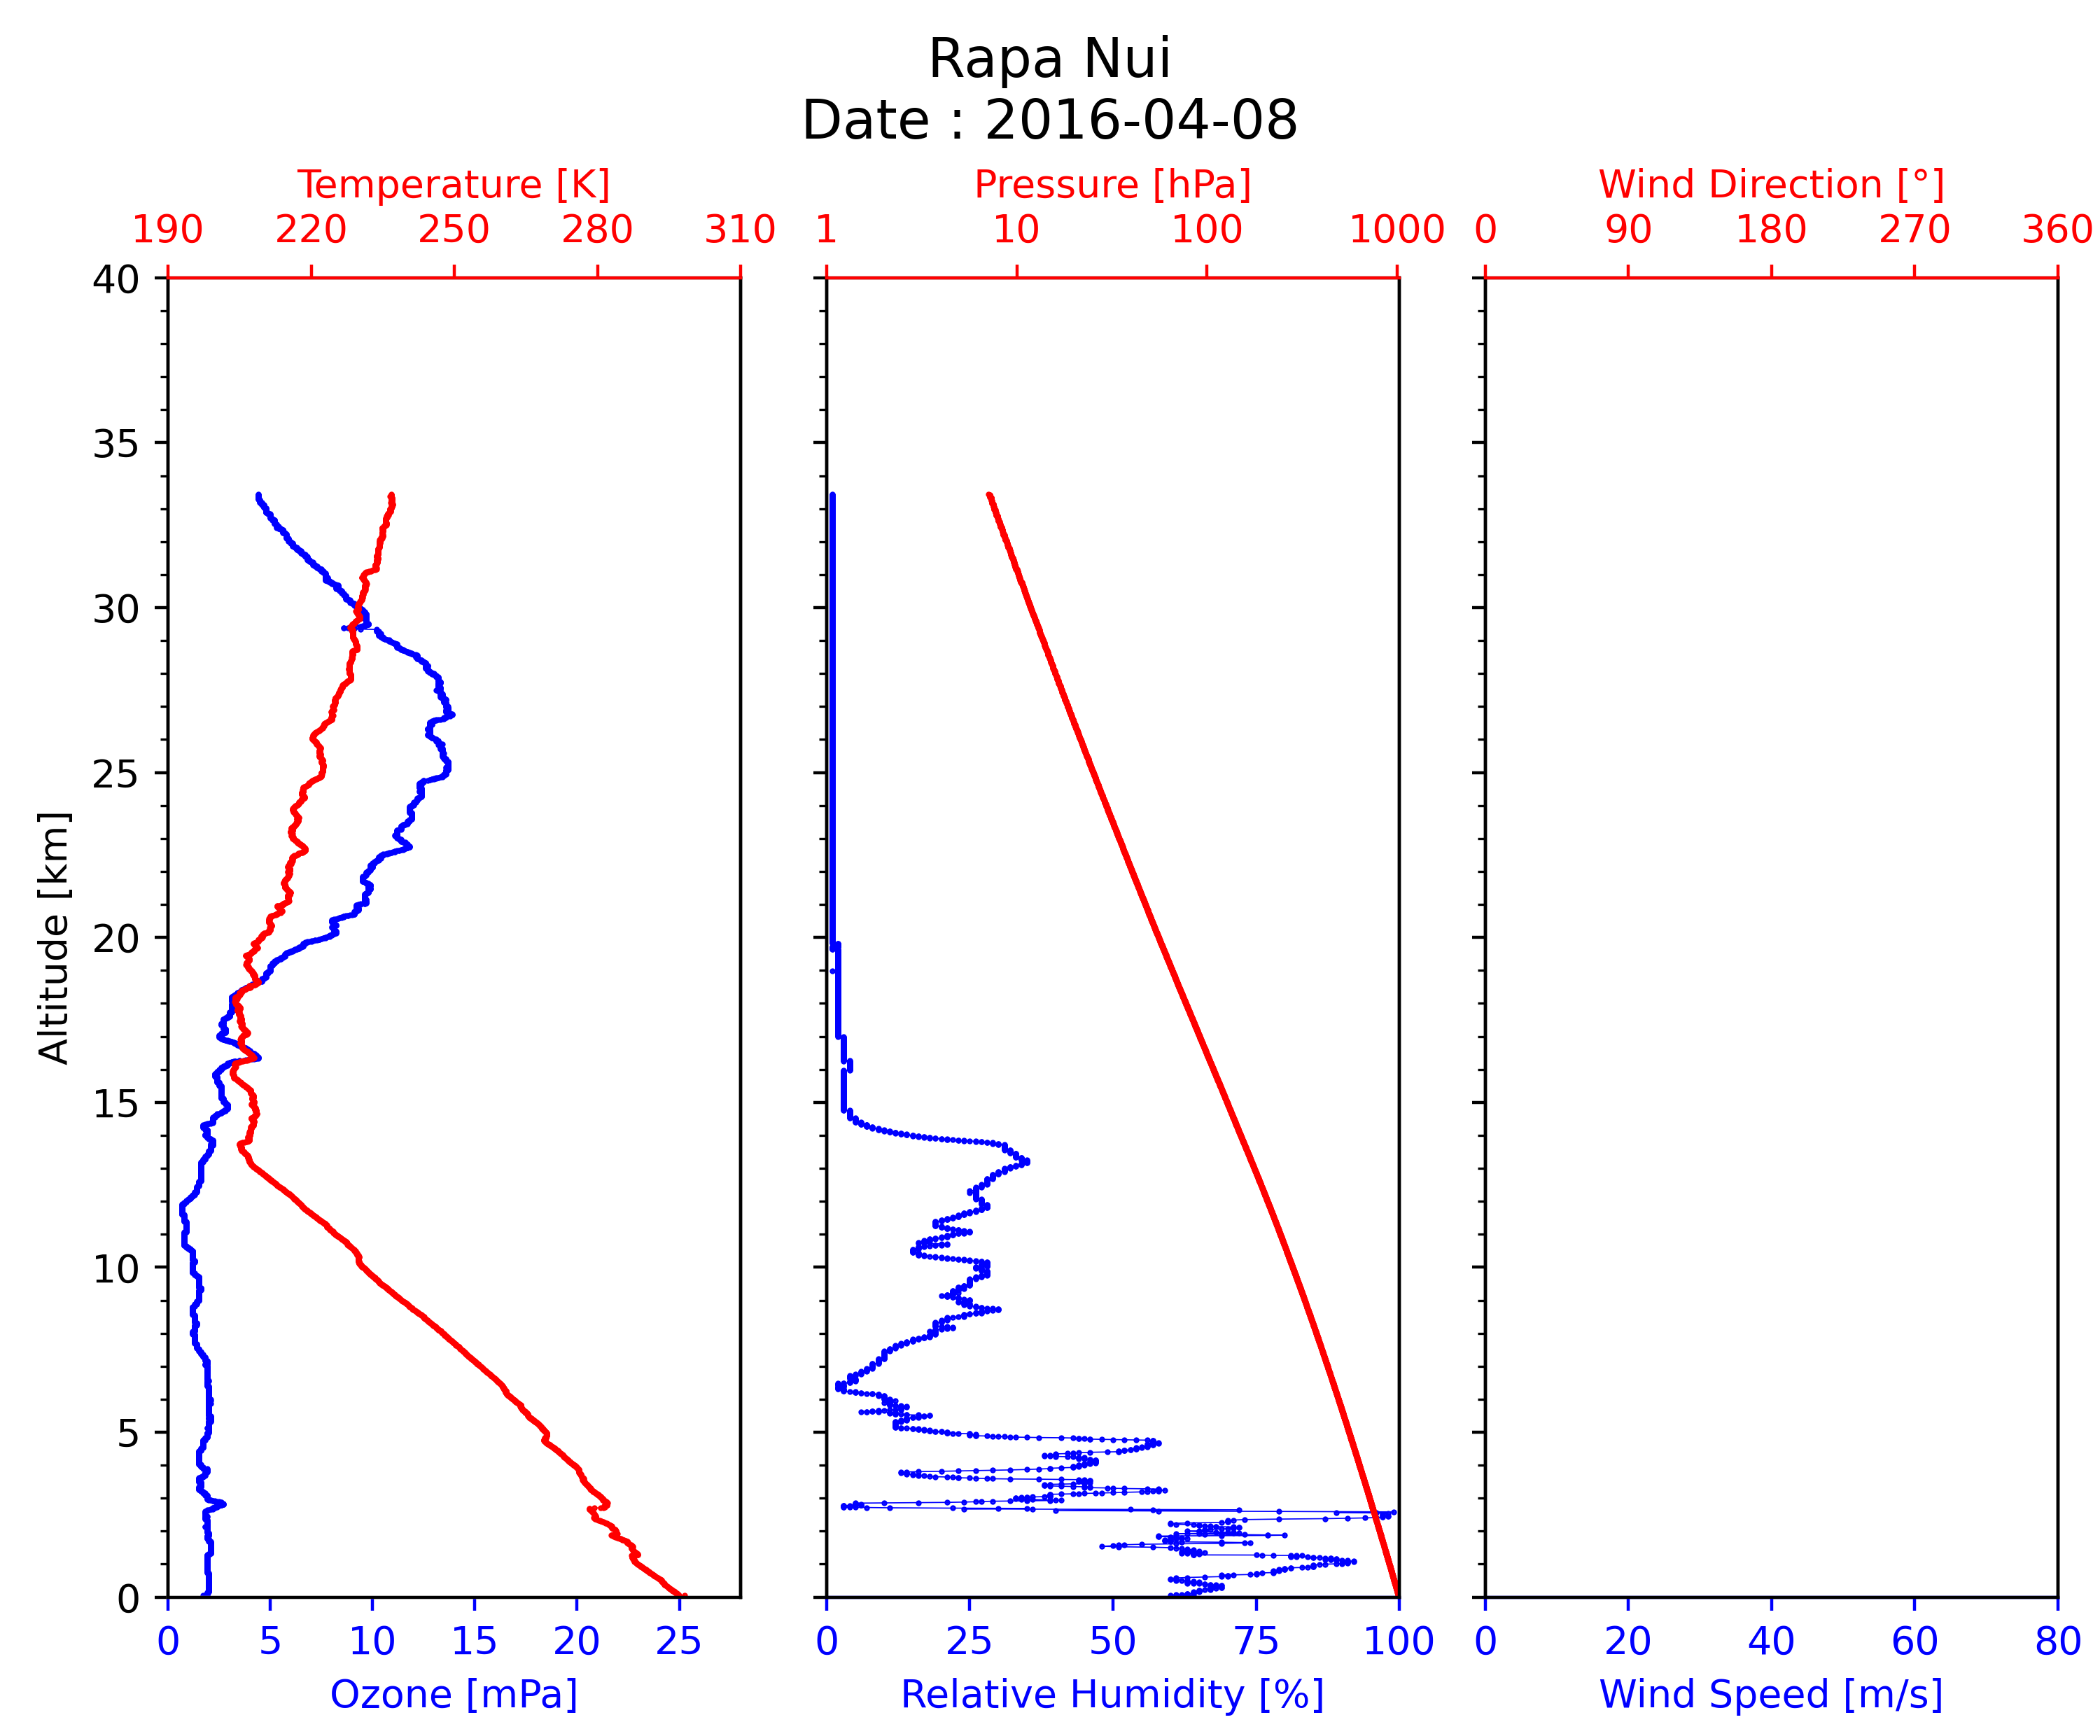 Rapa Nui
Date : 2016-04-08
Temperature [K]
190 220 250 280 310
Pressure [hPa]
1 10 100 1000
Wind Direction [°]
0 90 180 270 360
Altitude [km]
40
35
30
25
20
15
10
5
0
0 5 10 15 20 25
Ozone [mPa]
0 25 50 75 100
Relative Humidity [%]
0 20 40 60 80
Wind Speed [m/s]